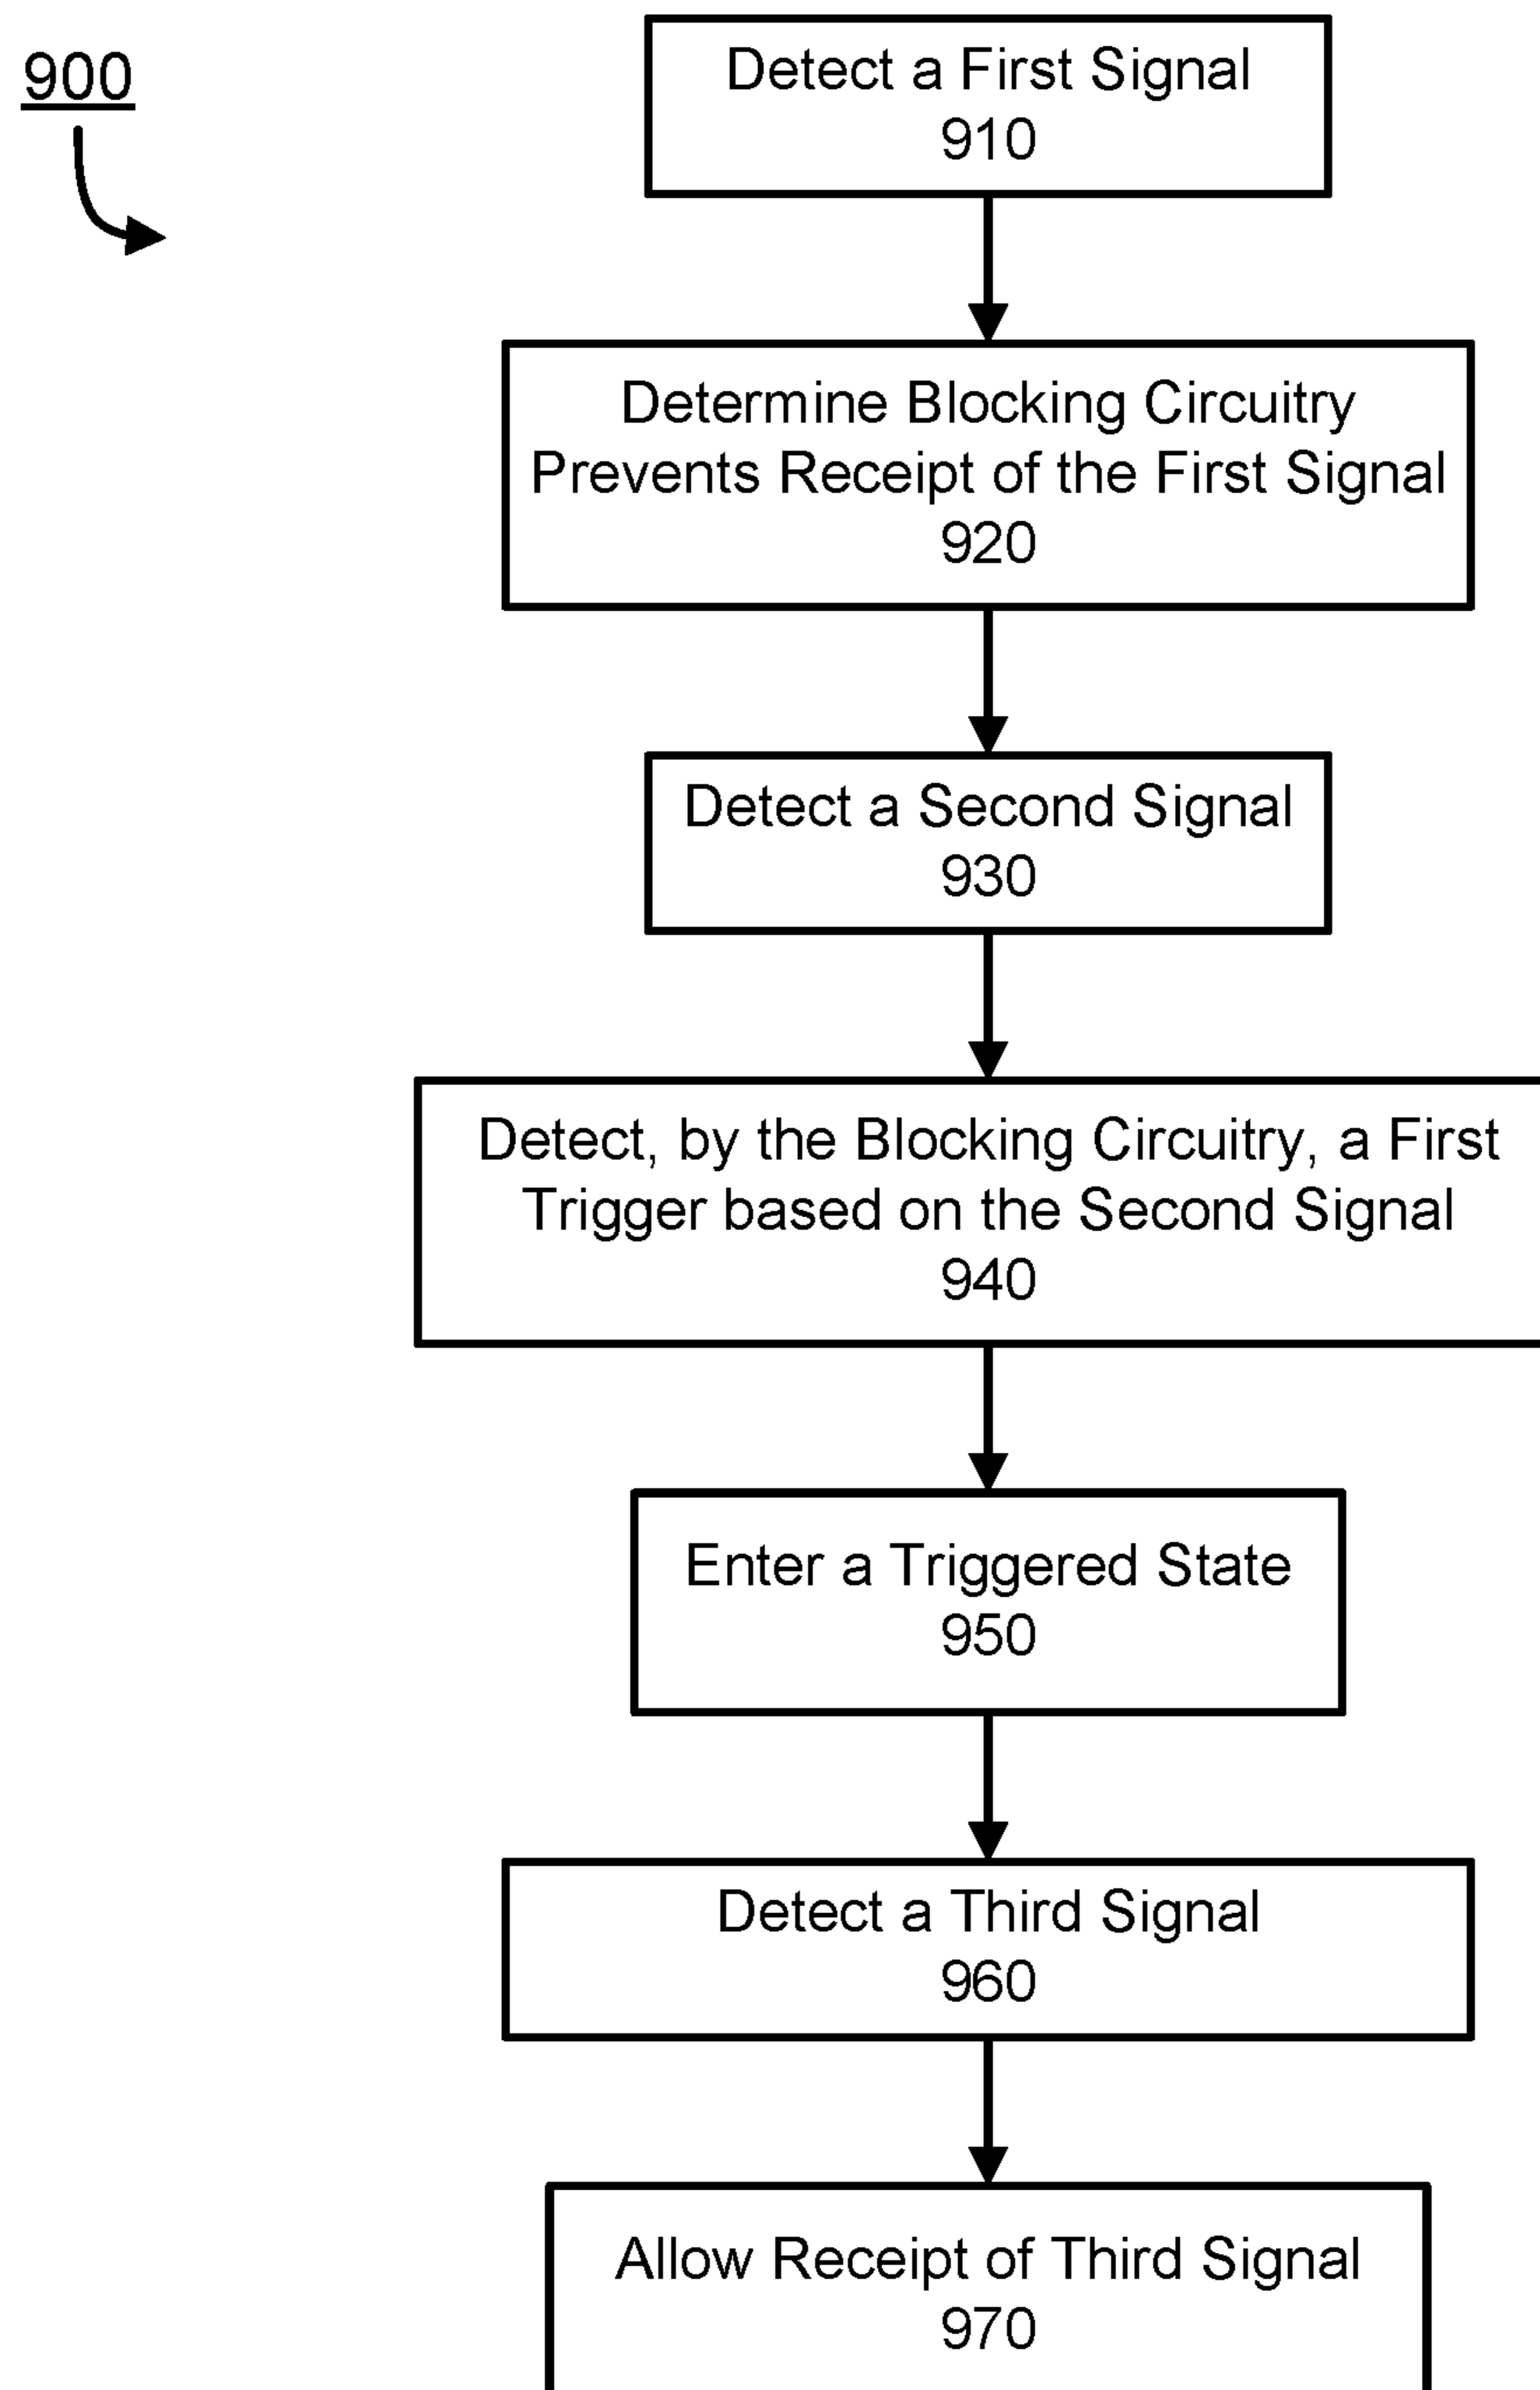 900
Detect a First Signal
910
Determine Blocking Circuitry
Prevents Receipt of the First Signal
920
Detect a Second Signal
930
Detect, by the Blocking Circuitry, a First
Trigger based on the Second Signal
940
Enter a Triggered State
950
Detect a Third Signal
960
Allow Receipt of Third Signal
970